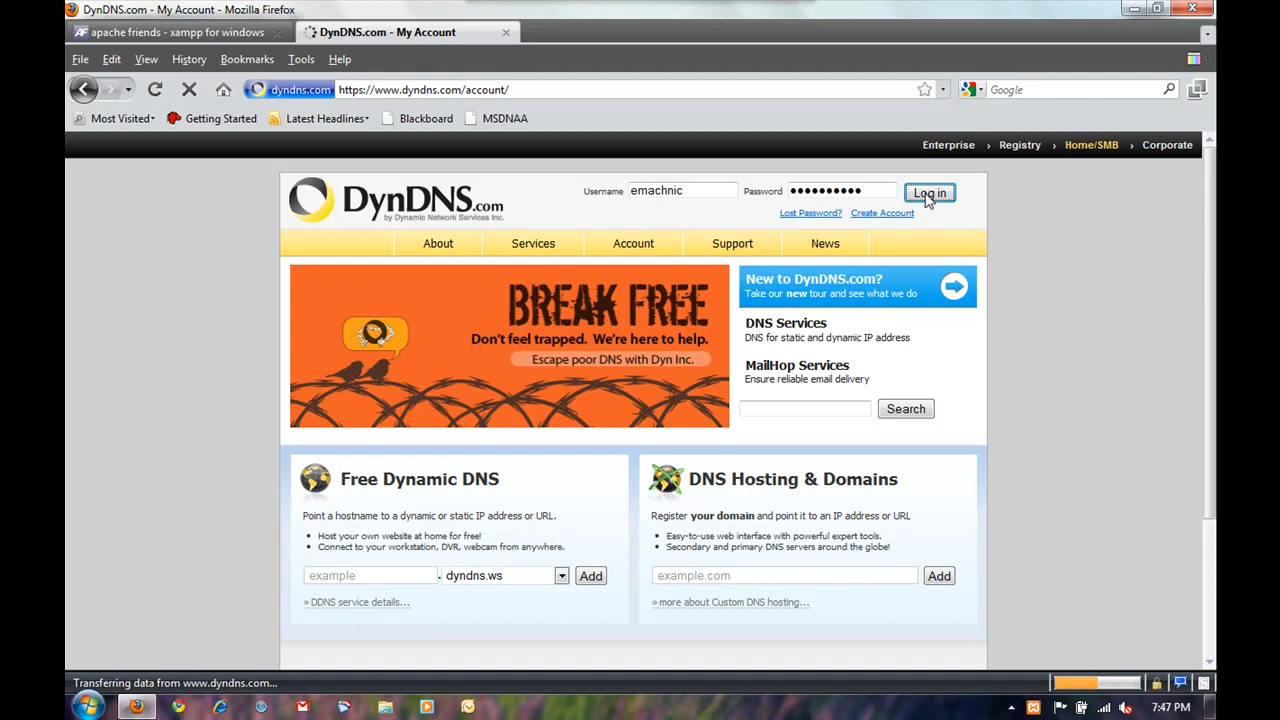 DynDNS.com - My Account - Mozilla Firefox
apache friends - xampp for windows
DynDNS.com - My Account
File Edit View History Bookmarks Tools Help
dyndns.com https://www.dyndns.com/account/
Google
Most Visited Getting Started Latest Headlines Blackboard MSDNAA
Enterprise › Registry › Home/SMB › Corporate
DynDNS.com
by Dynamic Network Services, Inc.
Username emachnic Password ●●●●●●●●●● Log in
Lost Password? Create Account
About Services Account Support News
BREAK FREE
Don't feel trapped. We're here to help.
Escape poor DNS with Dyn Inc.
New to DynDNS.com?
Take our new tour and see what we do
DNS Services
DNS for static and dynamic IP address
MailHop Services
Ensure reliable email delivery
Search
Free Dynamic DNS
Point a hostname to a dynamic or static IP address or URL.
• Host your own website at home for free!
• Connect to your workstation, DVR, webcam from anywhere.
example . dyndns.ws Add
» DDNS service details...
DNS Hosting & Domains
Register your domain and point it to an IP address or URL
• Easy-to-use web interface with powerful expert tools.
• Secondary and primary DNS servers around the globe!
example.com Add
» more about Custom DNS hosting...
Transferring data from www.dyndns.com...
7:47 PM